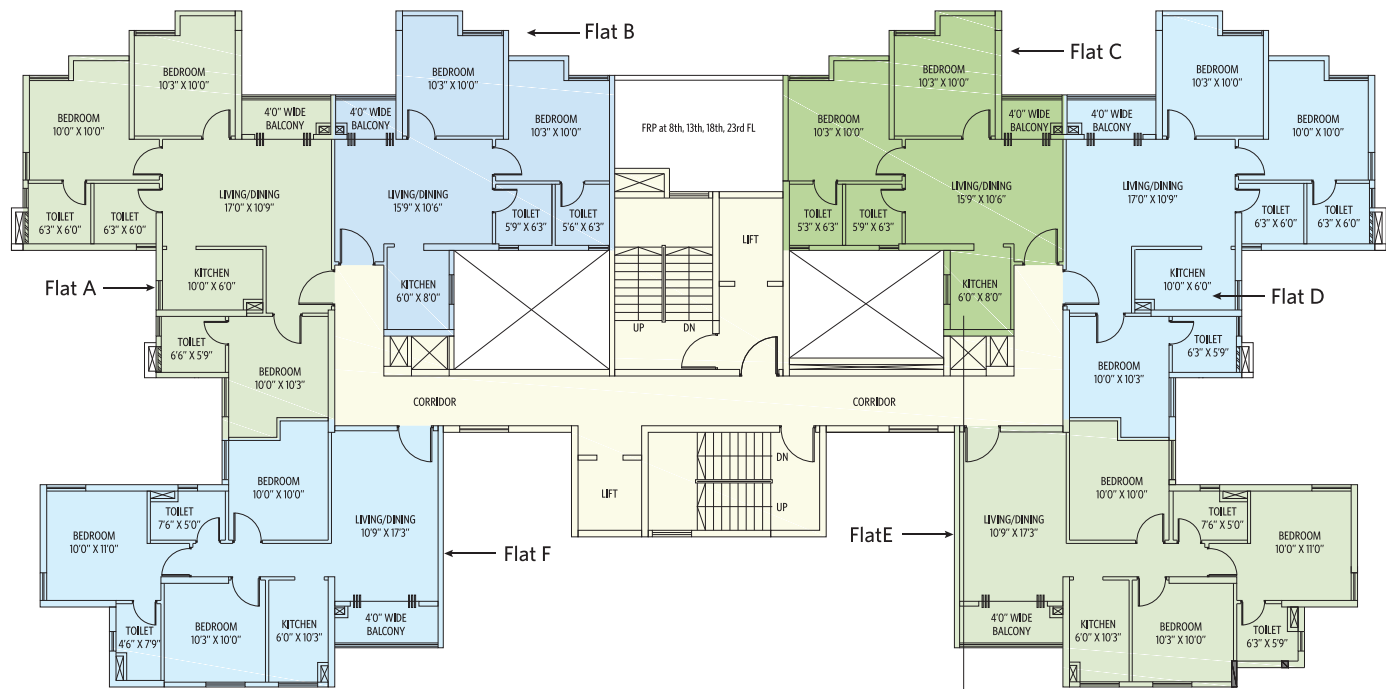 Flat B
Flat C
BEDROOM
10'3" X 10'0"
BEDROOM
10'3" X 10'0"
BEDROOM
10'3" X 10'0"
BEDROOM
10'3" X 10'0"
BEDROOM
10'0" X 10'0"
4'0" WIDE
BALCONY
4'0" WIDE
BALCONY
BEDROOM
10'3" X 10'0"
FRP at 8th, 13th, 18th, 23rd FL
BEDROOM
10'3" X 10'0"
4'0" WIDE
BALCONY
4'0" WIDE
BALCONY
BEDROOM
10'0" X 10'0"
LIVING/DINING
17'0" X 10'9"
LIVING/DINING
15'9" X 10'6"
LIVING/DINING
15'9" X 10'6"
LIVING/DINING
17'0" X 10'9"
TOILET
6'3" X 6'0"
TOILET
6'3" X 6'0"
TOILET
5'9" X 6'3"
TOILET
5'6" X 6'3"
LIFT
TOILET
5'3" X 6'3"
TOILET
5'9" X 6'3"
TOILET
6'3" X 6'0"
TOILET
6'3" X 6'0"
Flat A
KITCHEN
10'0" X 6'0"
KITCHEN
6'0" X 8'0"
KITCHEN
6'0" X 8'0"
KITCHEN
10'0" X 6'0"
Flat D
UP
DN
TOILET
6'6" X 5'9"
TOILET
6'3" X 5'9"
BEDROOM
10'0" X 10'3"
BEDROOM
10'0" X 10'3"
CORRIDOR
CORRIDOR
BEDROOM
10'0" X 10'0"
LIFT
DN
UP
BEDROOM
10'0" X 10'0"
TOILET
7'6" X 5'0"
LIVING/DINING
10'9" X 17'3"
LIVING/DINING
10'9" X 17'3"
TOILET
7'6" X 5'0"
BEDROOM
10'0" X 11'0"
Flat F
FlatE
BEDROOM
10'0" X 11'0"
TOILET
4'6" X 7'9"
BEDROOM
10'3" X 10'0"
KITCHEN
6'0" X 10'3"
4'0" WIDE
BALCONY
4'0" WIDE
BALCONY
KITCHEN
6'0" X 10'3"
BEDROOM
10'3" X 10'0"
TOILET
6'3" X 5'9"